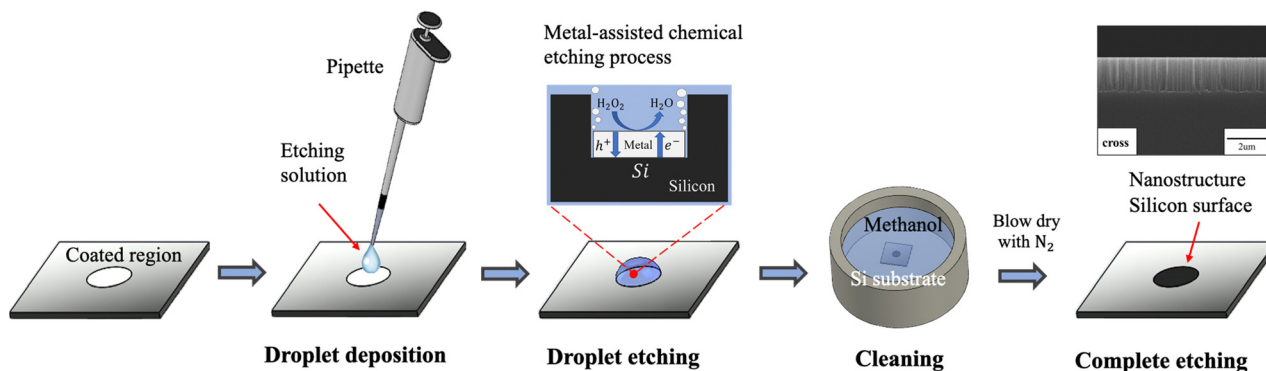 Coated region
Pipette
Etching
solution
Droplet deposition
Metal-assisted chemical
etching process
H₂O₂
H₂O
h⁺
Metal
e⁻
Si
Silicon
Droplet etching
Methanol
Si substrate
Cleaning
Blow dry
with N₂
cross
2um
Nanostructure
Silicon surface
Complete etching